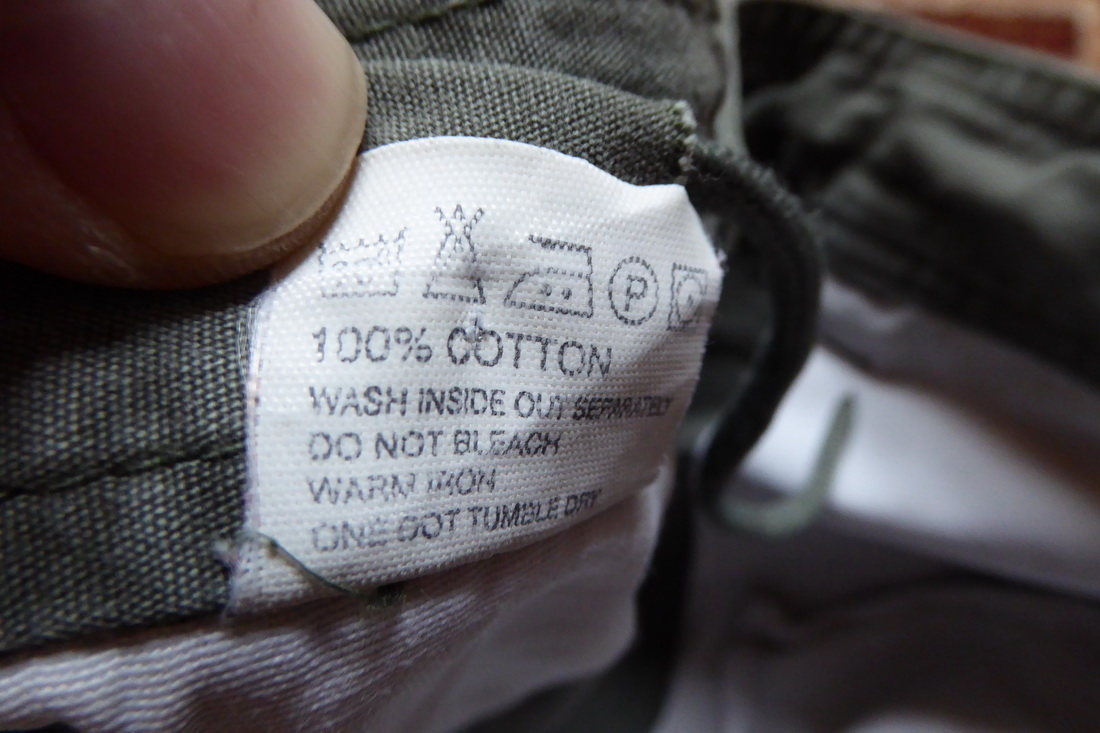 P
100% COTTON
WASH INSIDE OUT SEPARATELY
DO NOT BLEACH
WARM IRON
ONE DOT TUMBLE DRY